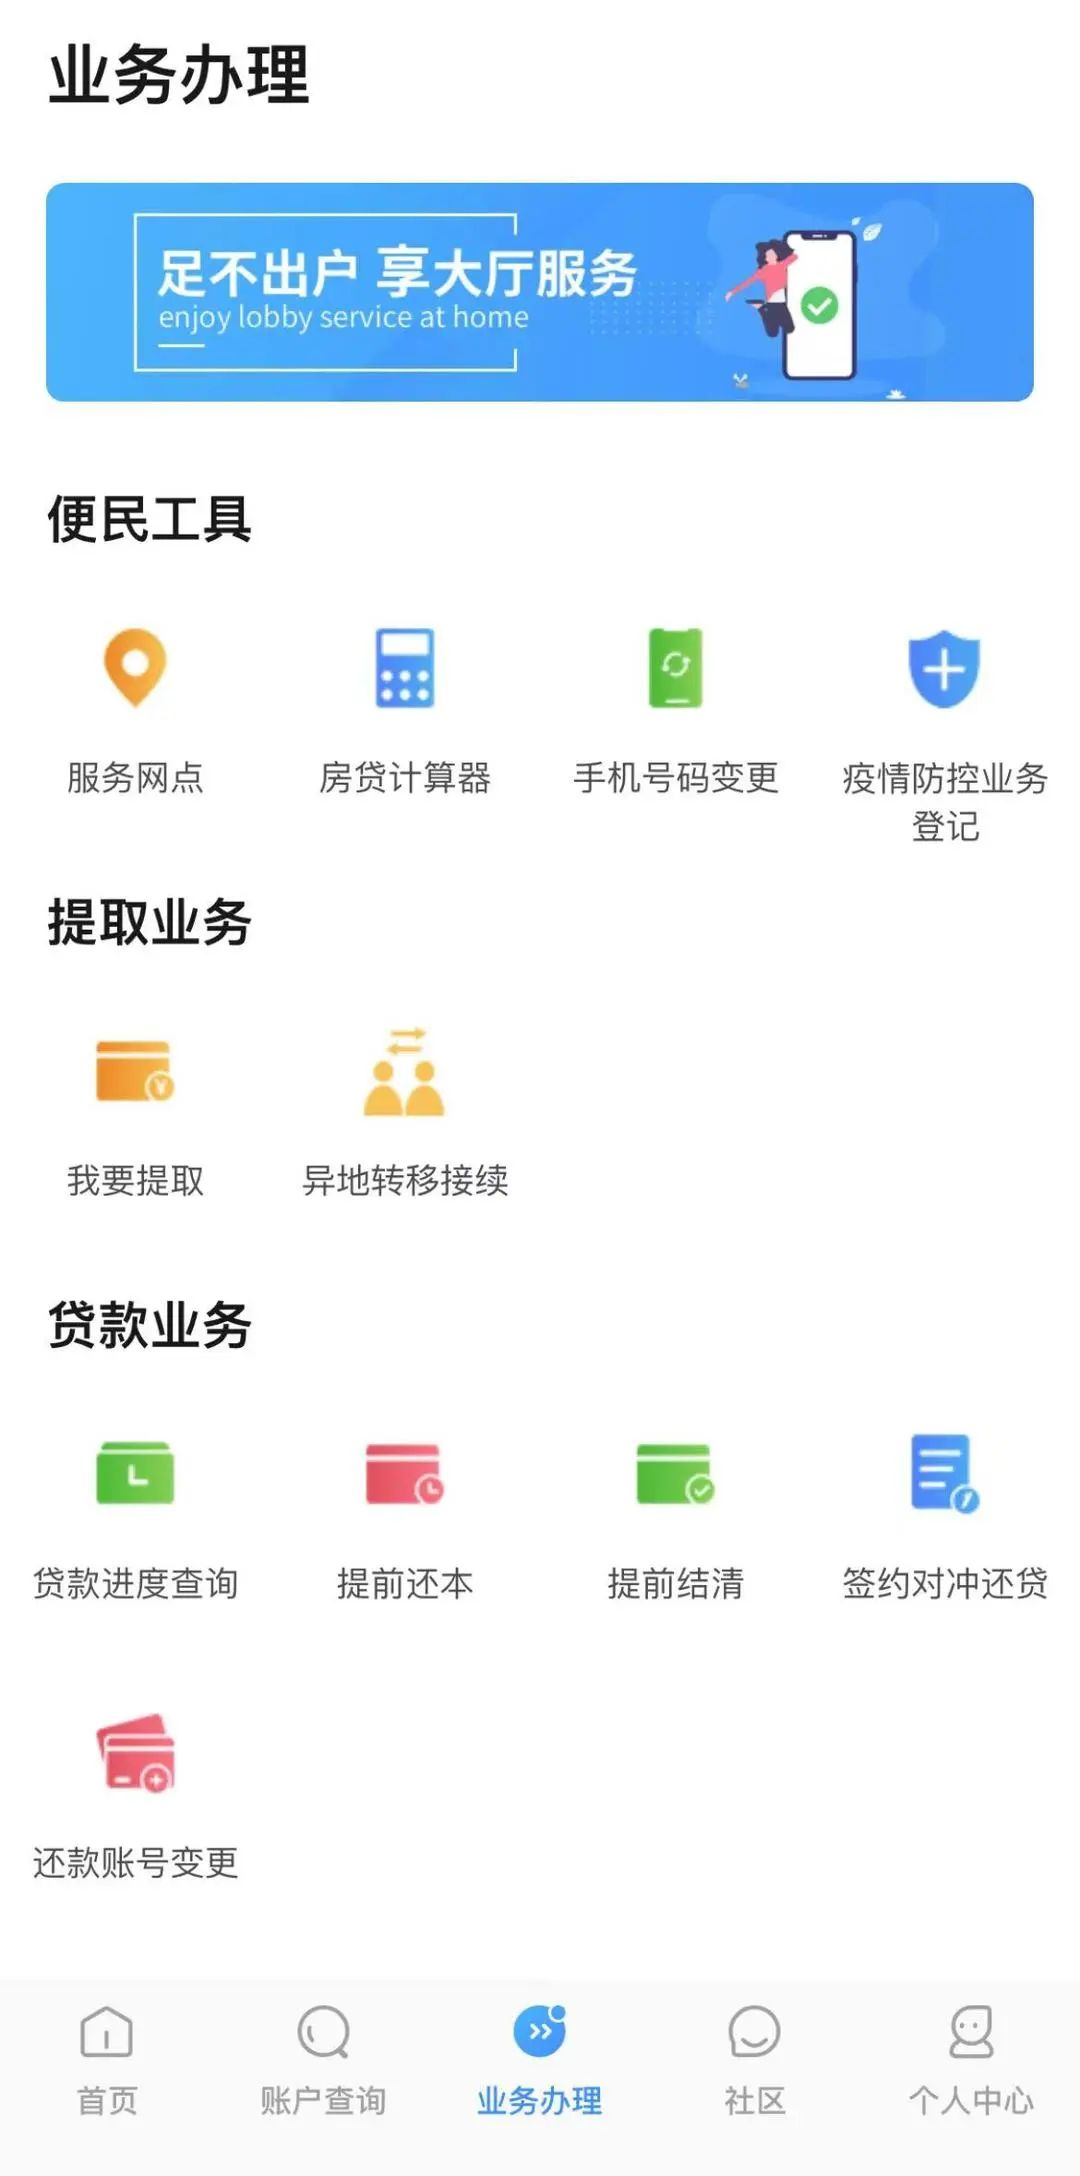 业务办理
足不出户 享大厅服务
enjoy lobby service at home
便民工具
服务网点
房贷计算器
手机号码变更
疫情防控业务
登记
提取业务
我要提取
异地转移接续
贷款业务
贷款进度查询
提前还本
提前结清
签约对冲还贷
还款账号变更
首页
账户查询
业务办理
社区
个人中心